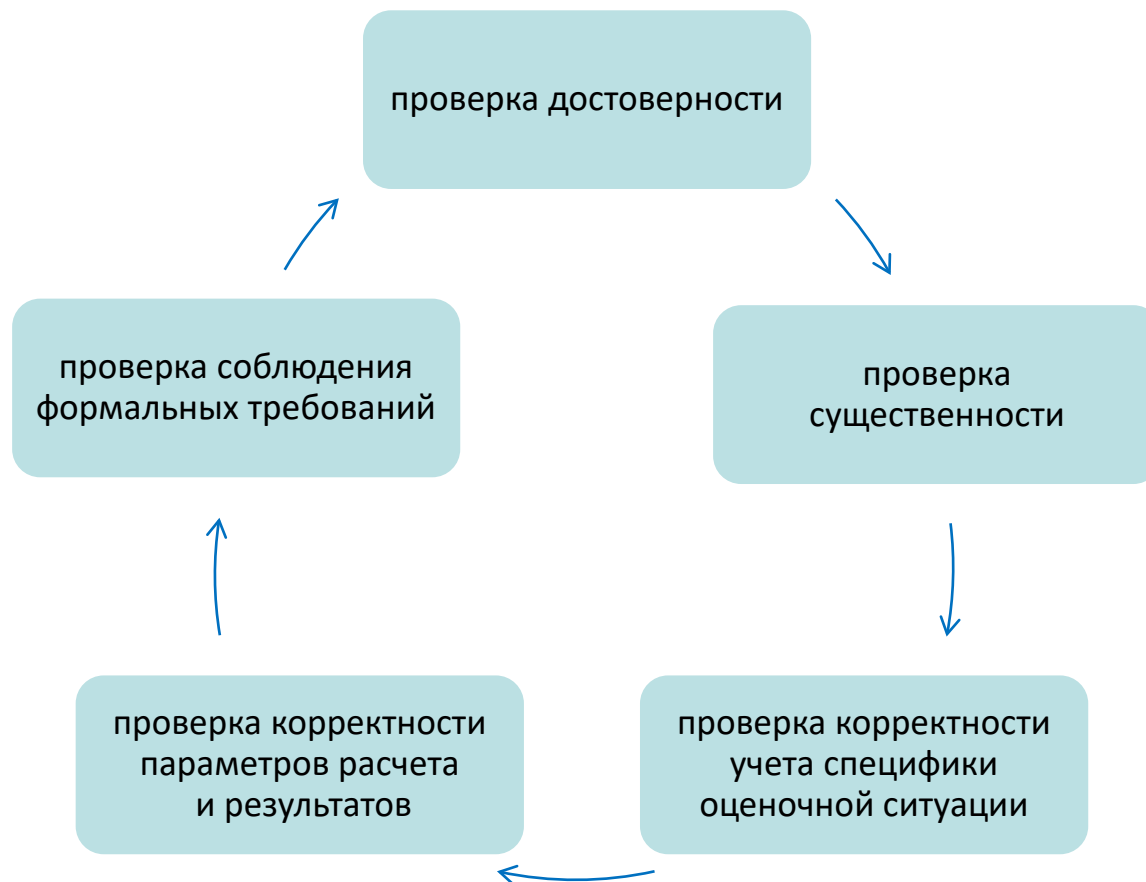 проверка достоверности
проверка
существенности
проверка корректности
учета специфики
оценочной ситуации
проверка корректности
параметров расчета
и результатов
проверка соблюдения
формальных требований